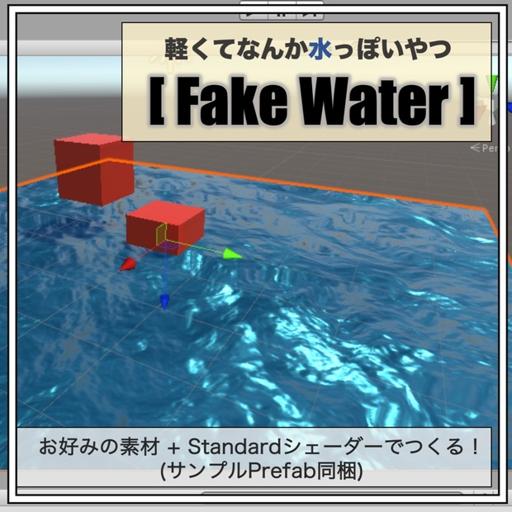 軽くてなんか水っぽいやつ
[ Fake Water ]
お好みの素材 + Standardシェーダーでつくる！
(サンプルPrefab同梱)